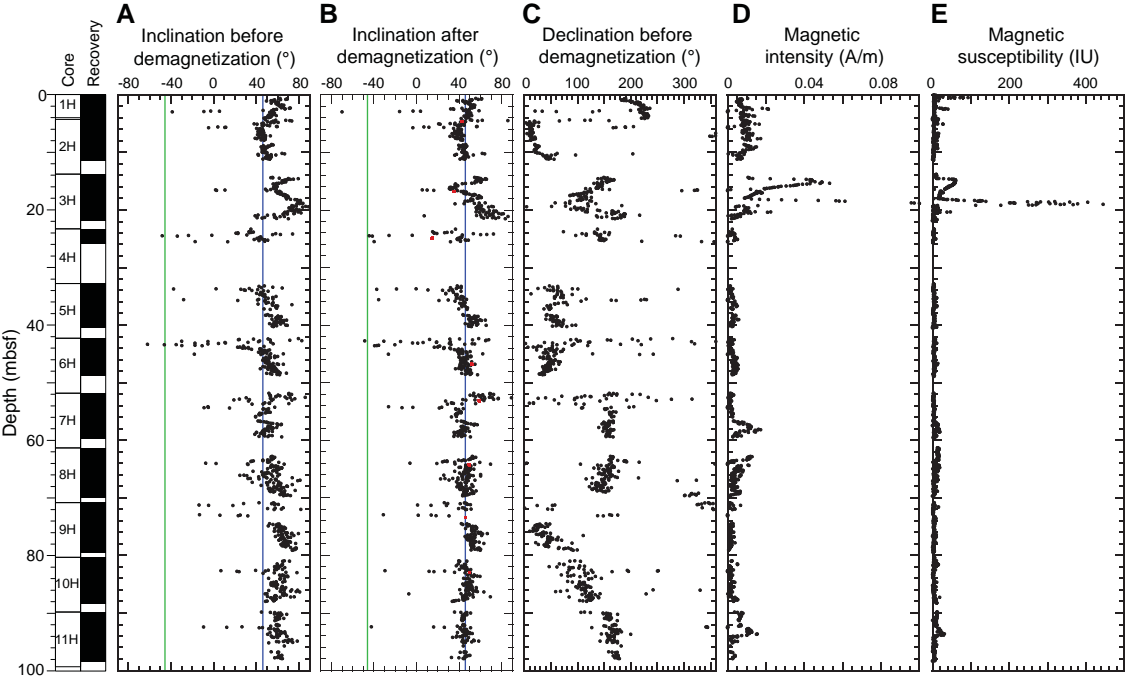 A
B
C
D
E
Core
Recovery
Inclination before
demagnetization (°)
Inclination after
demagnetization (°)
Declination before
demagnetization (°)
Magnetic
intensity (A/m)
Magnetic
susceptibility (IU)
-80 -40 0 40 80
-80 -40 0 40 80
0 100 200 300
0 0.04 0.08
0 200 400
Depth (mbsf)
0
20
40
60
80
100
1H
2H
3H
4H
5H
6H
7H
8H
9H
10H
11H